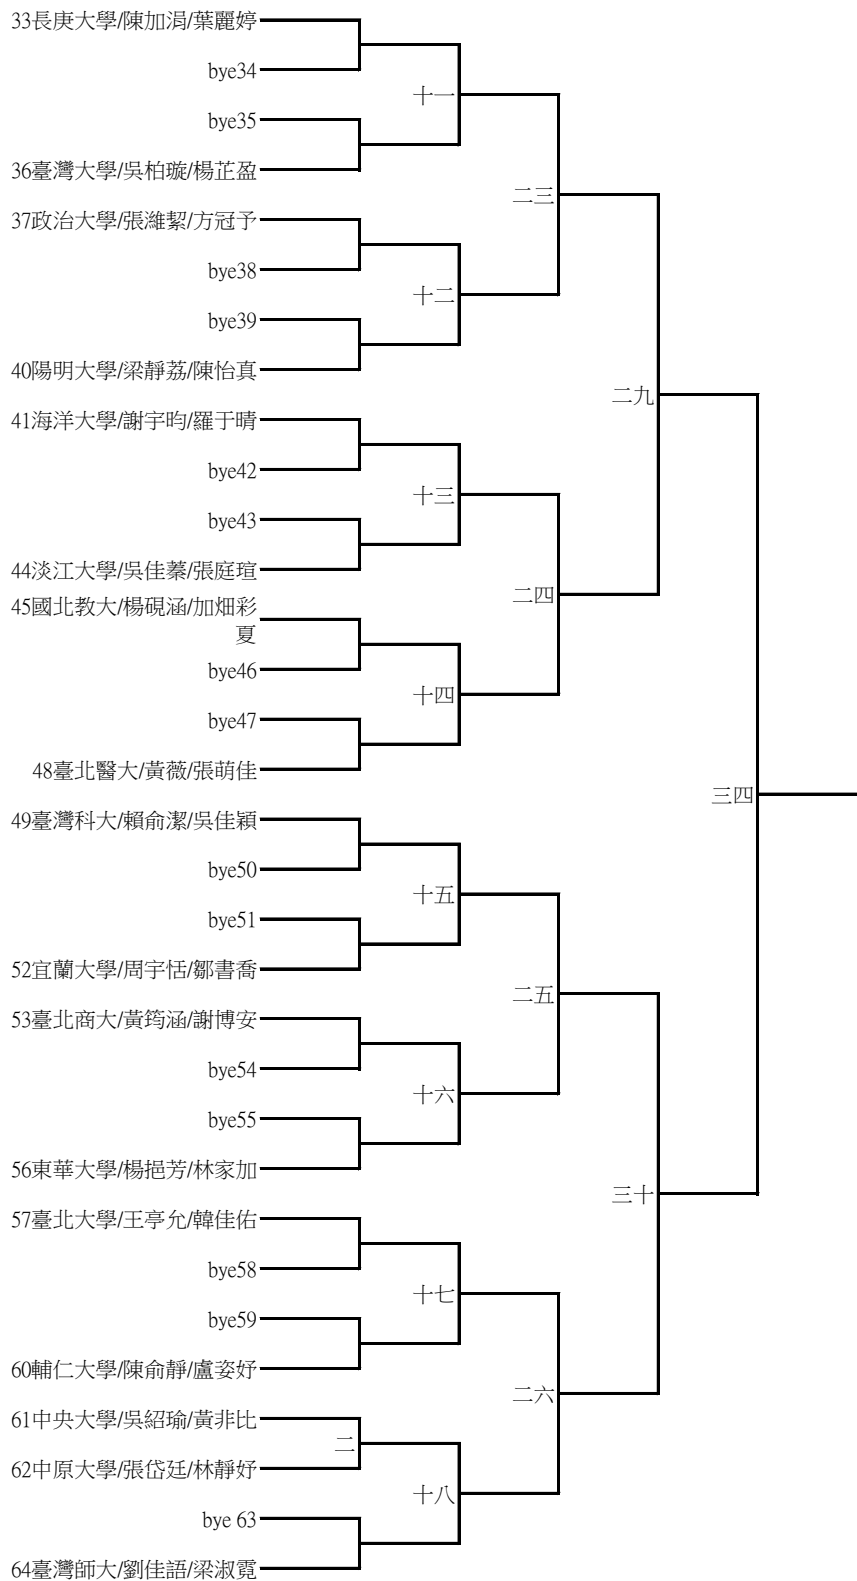 33長庚大學/陳加涓/葉麗婷
bye34
十一
bye35
36臺灣大學/吳柏璇/楊芷盈
二三
37政治大學/張濰絜/方冠予
bye38
十二
bye39
40陽明大學/梁靜荔/陳怡真
二九
41海洋大學/謝宇昀/羅于晴
bye42
十三
bye43
44淡江大學/吳佳蓁/張庭瑄
二四
45國北教大/楊硯涵/加畑彩
夏
bye46
十四
bye47
48臺北醫大/黃薇/張萌佳
三四
49臺灣科大/賴俞潔/吳佳穎
bye50
十五
bye51
52宜蘭大學/周宇恬/鄒書喬
二五
53臺北商大/黃筠涵/謝博安
bye54
十六
bye55
56東華大學/楊挹芳/林家加
三十
57臺北大學/王亭允/韓佳佑
bye58
十七
bye59
60輔仁大學/陳俞靜/盧姿妤
二六
61中央大學/吳紹瑜/黃非比
二
62中原大學/張岱廷/林靜妤
十八
bye 63
64臺灣師大/劉佳語/梁淑霓